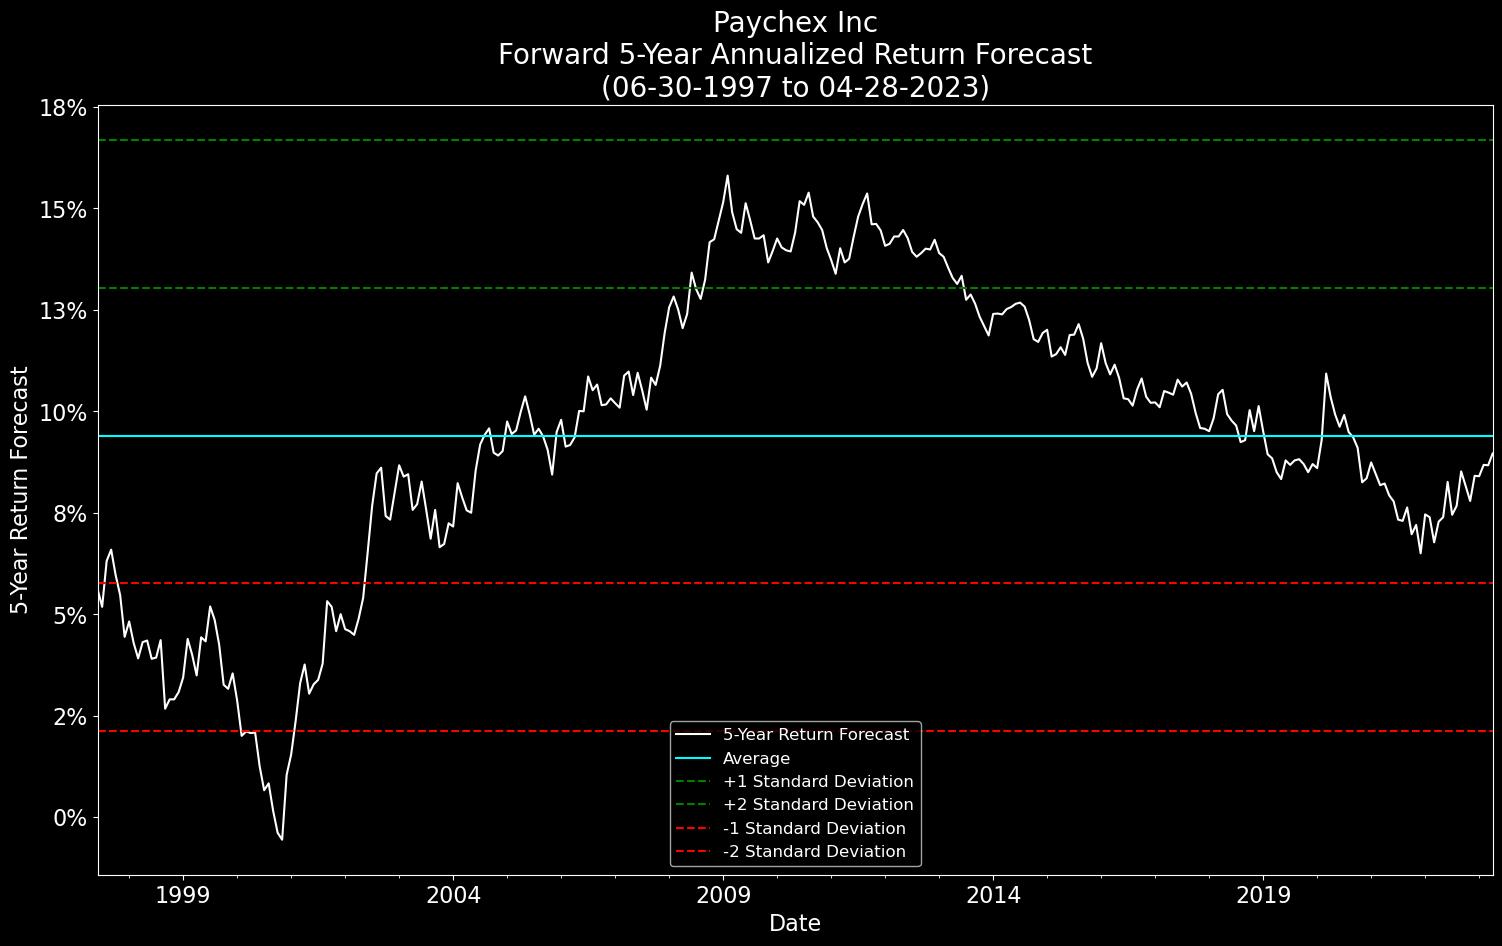 Paychex Inc
Forward 5-Year Annualized Return Forecast
(06-30-1997 to 04-28-2023)
18%
15%
13%
10%
8%
5%
2%
0%
5-Year Return Forecast
5-Year Return Forecast
Average
+1 Standard Deviation
+2 Standard Deviation
-1 Standard Deviation
-2 Standard Deviation
1999
2004
2009
2014
2019
Date